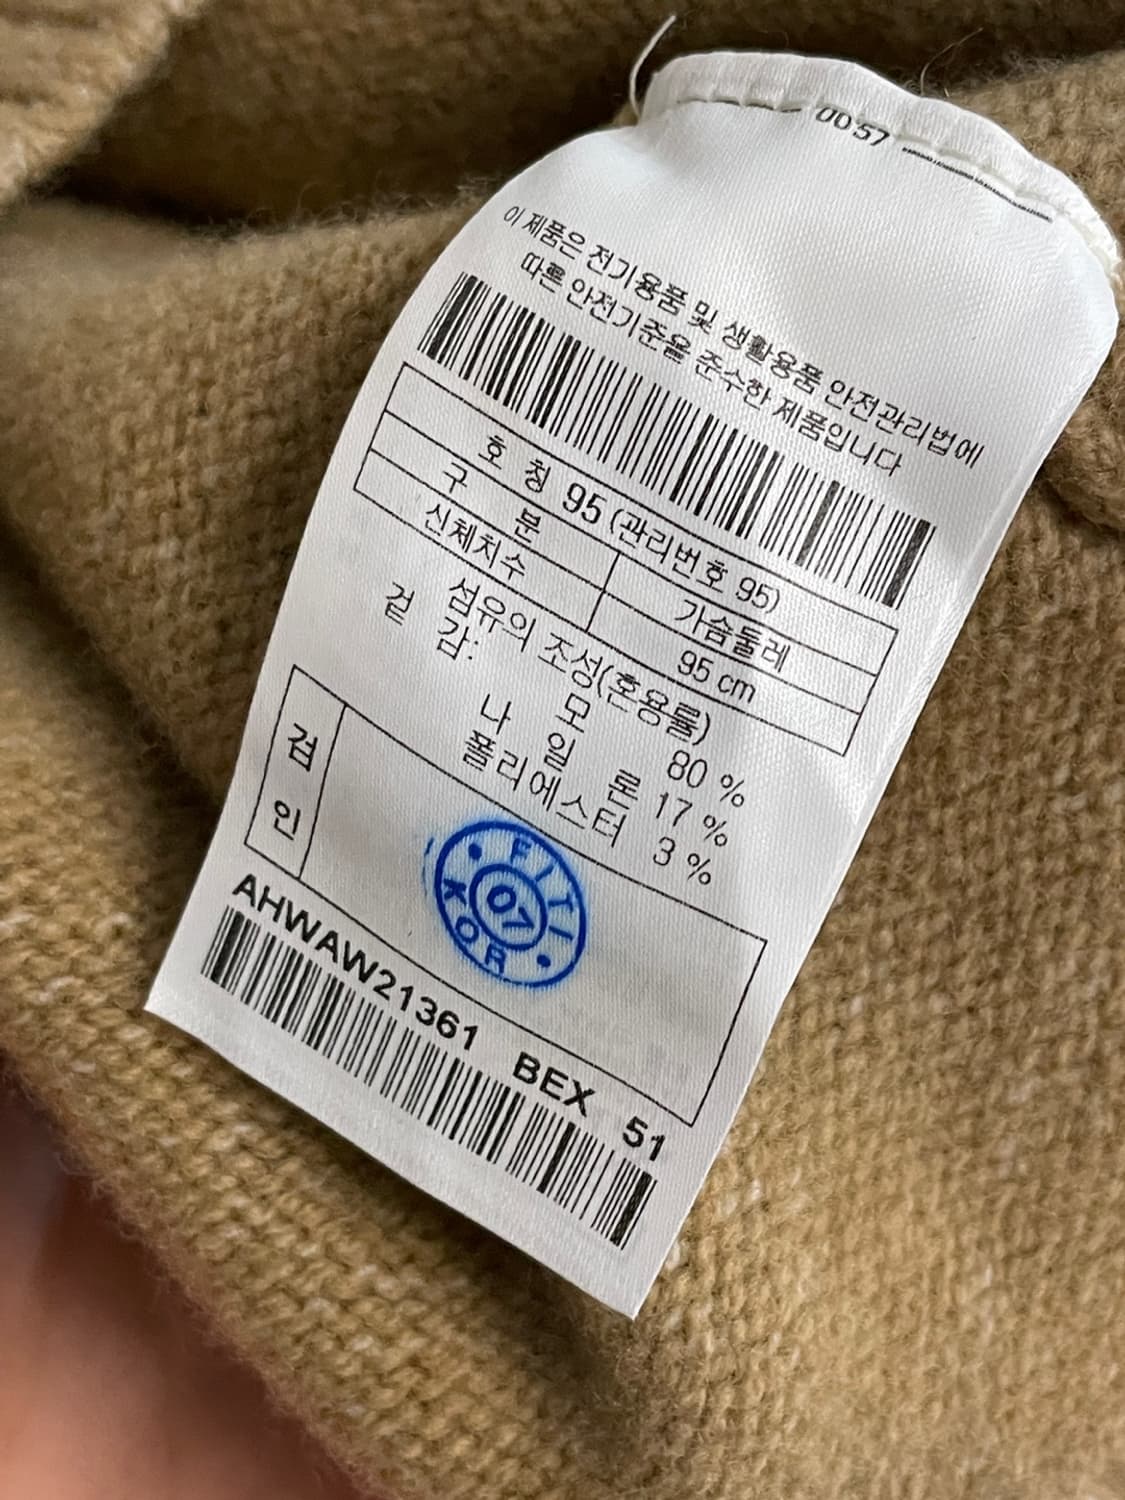 0057
이 제품은 전기용품 및 생활용품 안전관리법에
따른 안전기준을 준수한 제품입니다
호 칭 95 (관리번호 95)
구 분 가슴둘레
신체치수 95 cm
섬유의 조성(혼용률)
겉 감:
모 80 %
나 일 론 17 %
폴리에스터 3 %
검 인
FITI
07
KOR
AHWAW21361 BEX 51